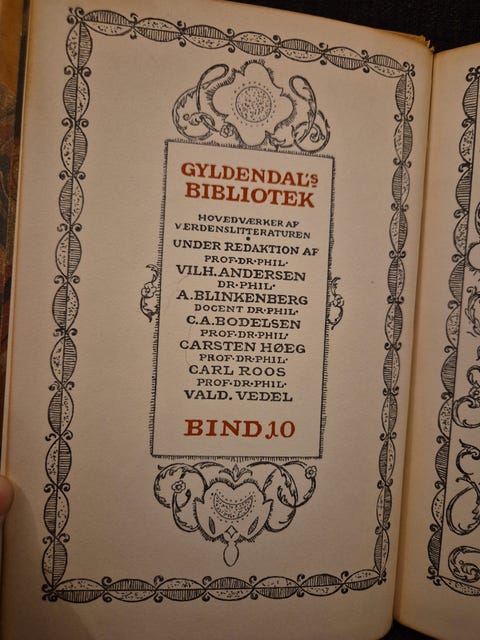 GYLDENDAL'S
BIBLIOTEK
HOVEDVÆRKER AF
VERDENSLITTERATUREN
UNDER REDAKTION AF
PROF·DR·PHIL·
VILH. ANDERSEN
DR·PHIL·
A. BLINKENBERG
DOCENT DR·PHIL·
C.A. BODELSEN
PROF·DR·PHIL·
CARSTEN HØEG
PROF·DR·PHIL·
CARL ROOS
PROF·DR·PHIL·
VALD. VEDEL
BIND 10